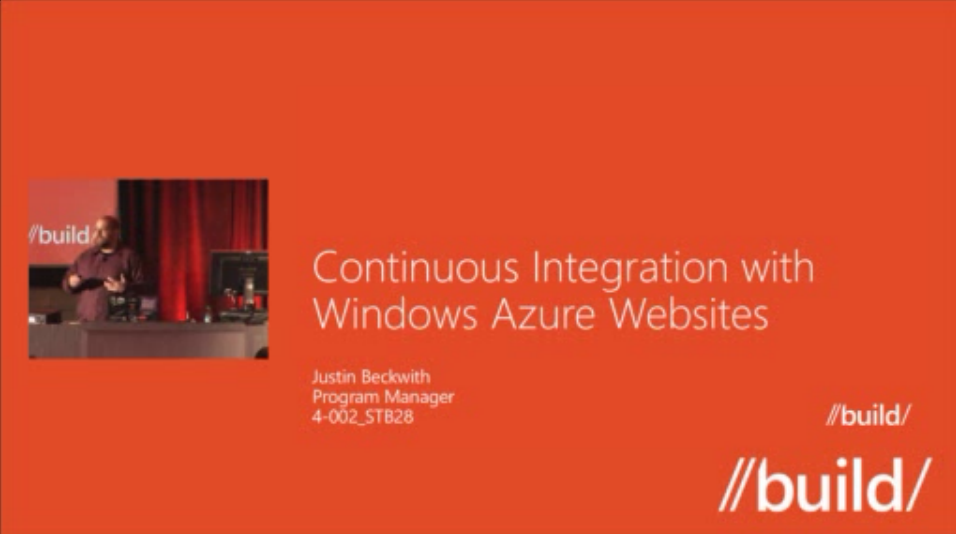 //build
Continuous Integration with
Windows Azure Websites
Justin Beckwith
Program Manager
4-002_STB28
//build/
//build/